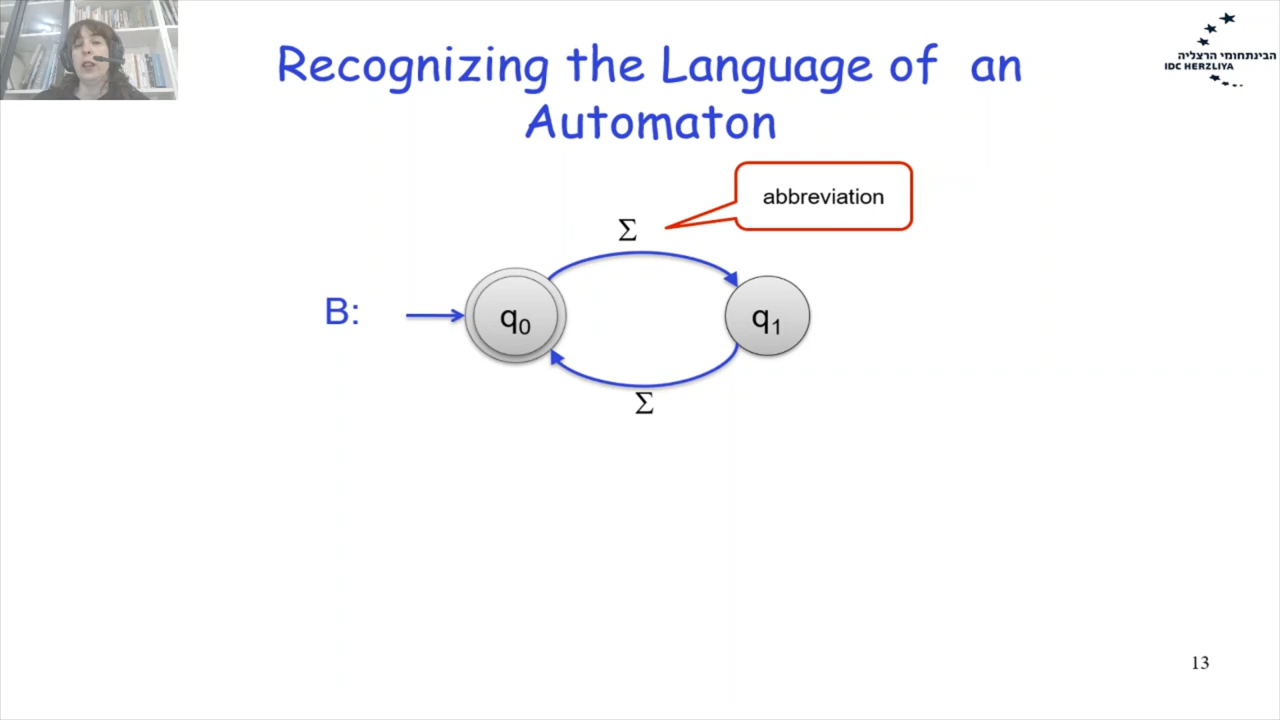 הבינתחומי הרצליה
IDC HERZLIYA
Recognizing the Language of an
Automaton
abbreviation
Σ
B:
q₀
q₁
Σ
13